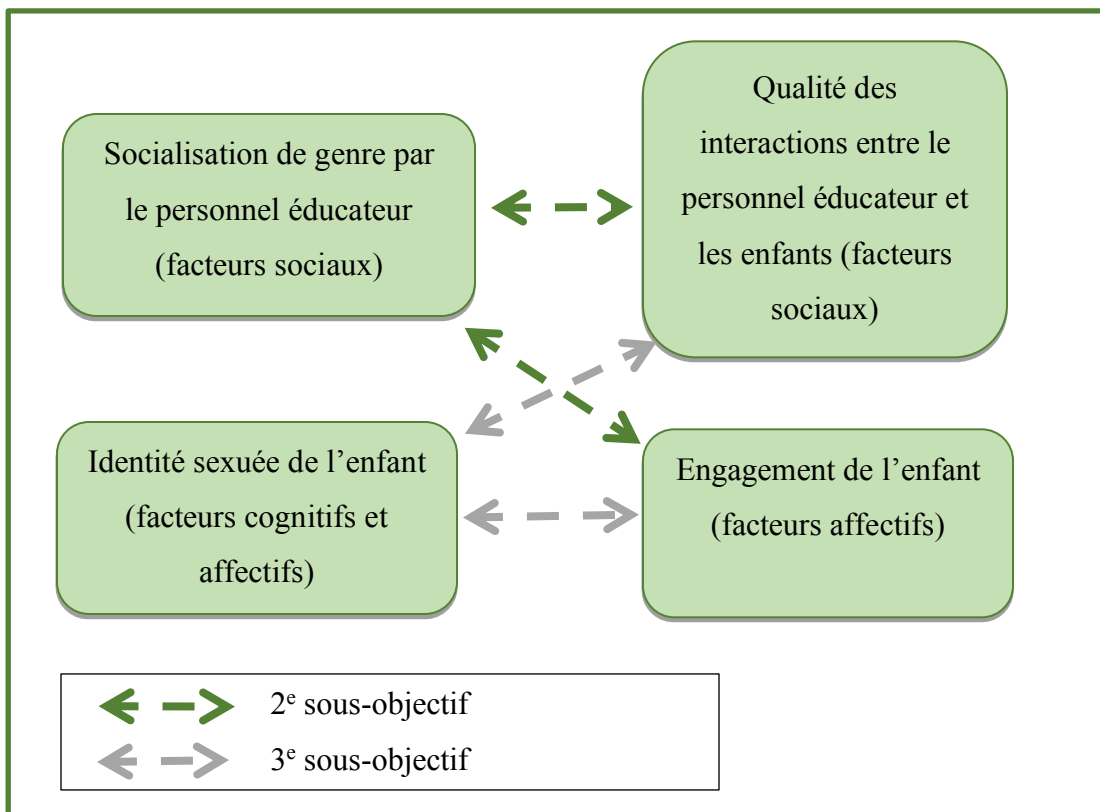 Socialisation de genre par
le personnel éducateur
(facteurs sociaux)
Qualité des
interactions entre le
personnel éducateur et
les enfants (facteurs
sociaux)
Identité sexuée de l’enfant
(facteurs cognitifs et
affectifs)
Engagement de l’enfant
(facteurs affectifs)
2e sous-objectif
3e sous-objectif